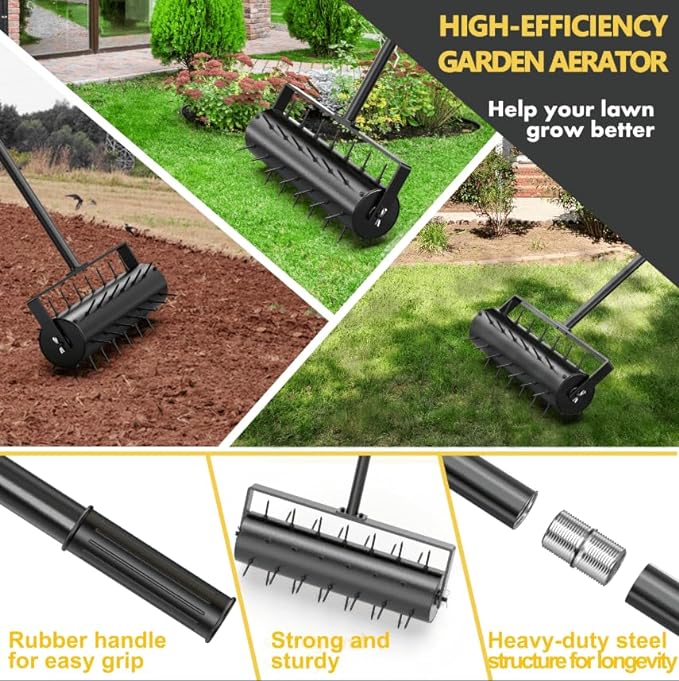 HIGH-EFFICIENCY
GARDEN AERATOR
Help your lawn
grow better
Rubber handle
for easy grip
Strong and
sturdy
Heavy-duty steel
structure for longevity